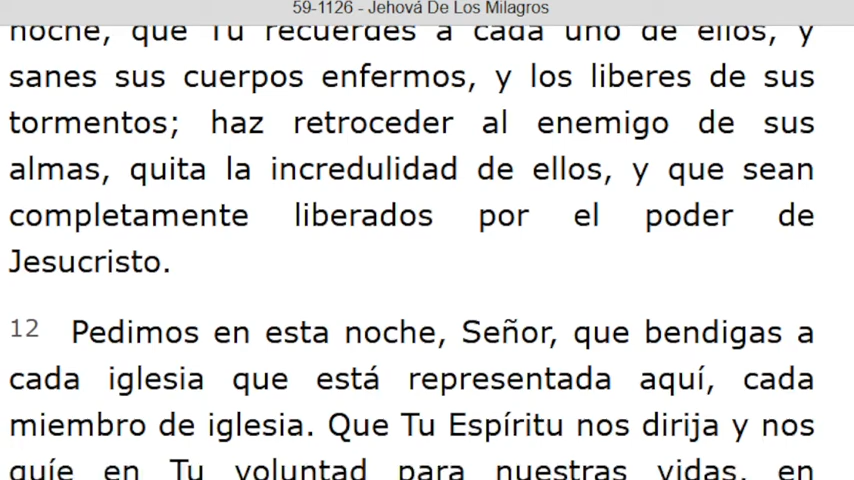 59-1126 - Jehová De Los Milagros
noche, que Tú recuerdes a cada uno de ellos, y
sanes sus cuerpos enfermos, y los liberes de sus
tormentos; haz retroceder al enemigo de sus
almas, quita la incredulidad de ellos, y que sean
completamente liberados por el poder de
Jesucristo.
12 Pedimos en esta noche, Señor, que bendigas a
cada iglesia que está representada aquí, cada
miembro de iglesia. Que Tu Espíritu nos dirija y nos
guíe en Tu voluntad para nuestras vidas, en